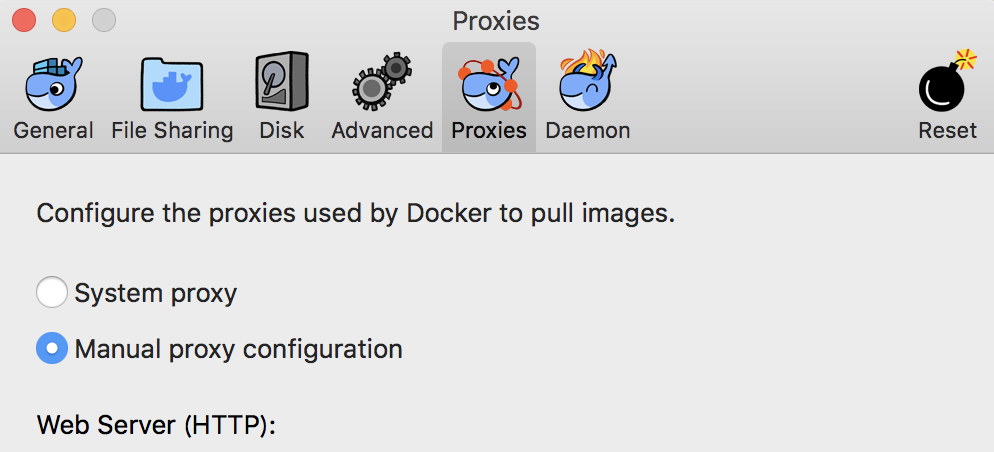 Proxies
General File Sharing Disk Advanced Proxies Daemon Reset
Configure the proxies used by Docker to pull images.
System proxy
Manual proxy configuration
Web Server (HTTP):